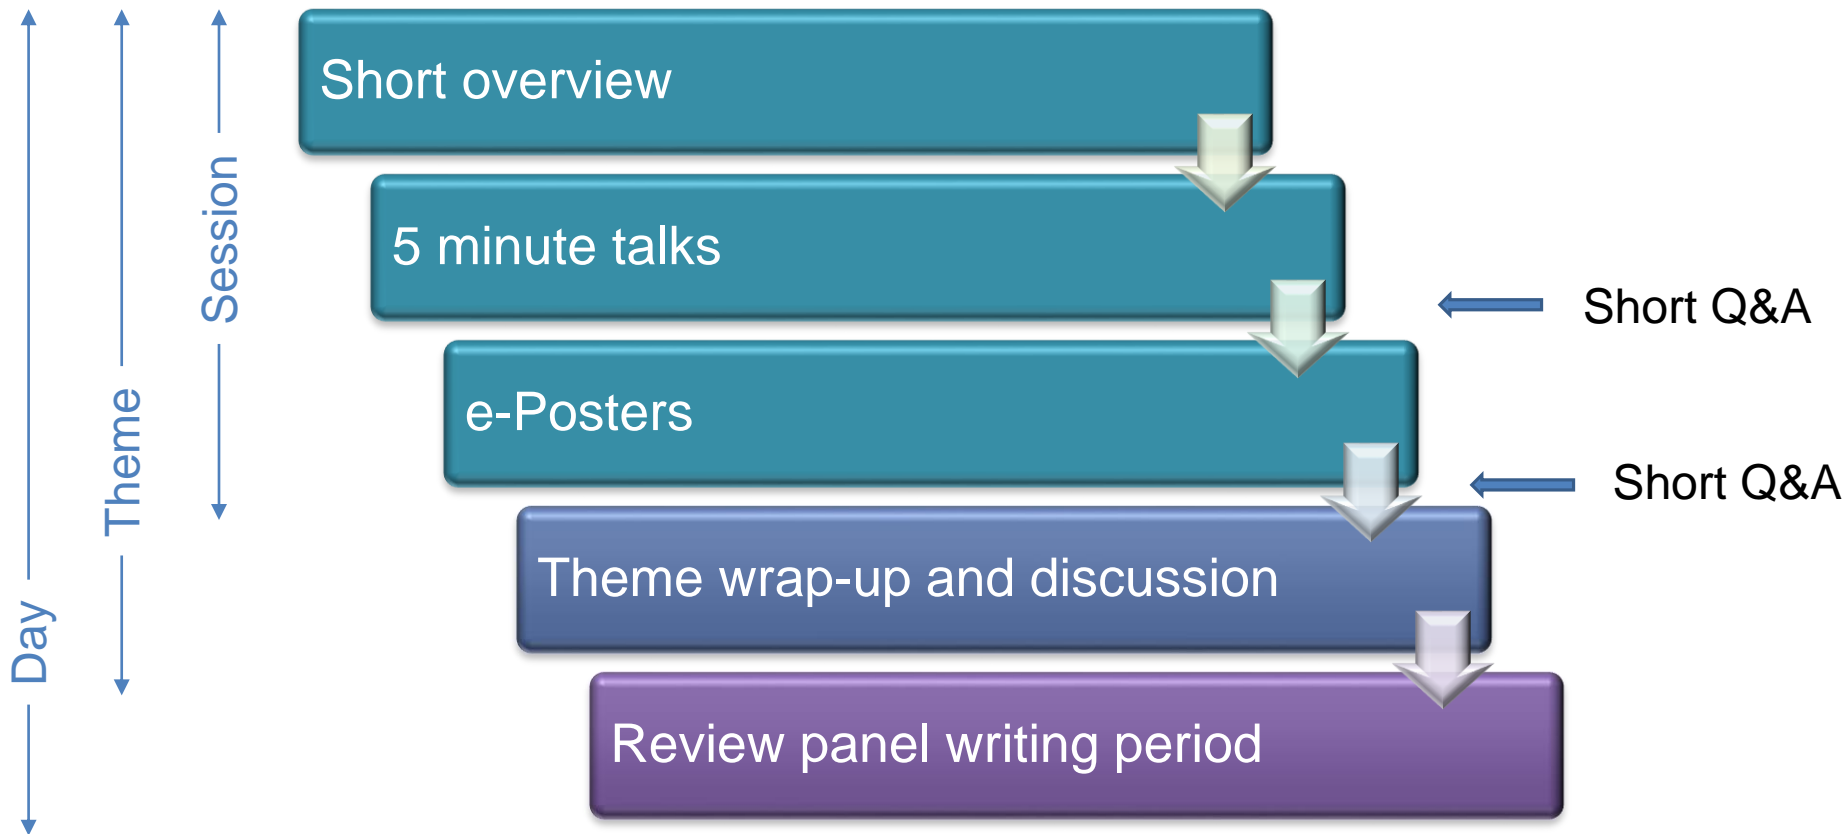 Short overview
5 minute talks
Short Q&A
e-Posters
Short Q&A
Theme wrap-up and discussion
Review panel writing period
Session
Theme
Day